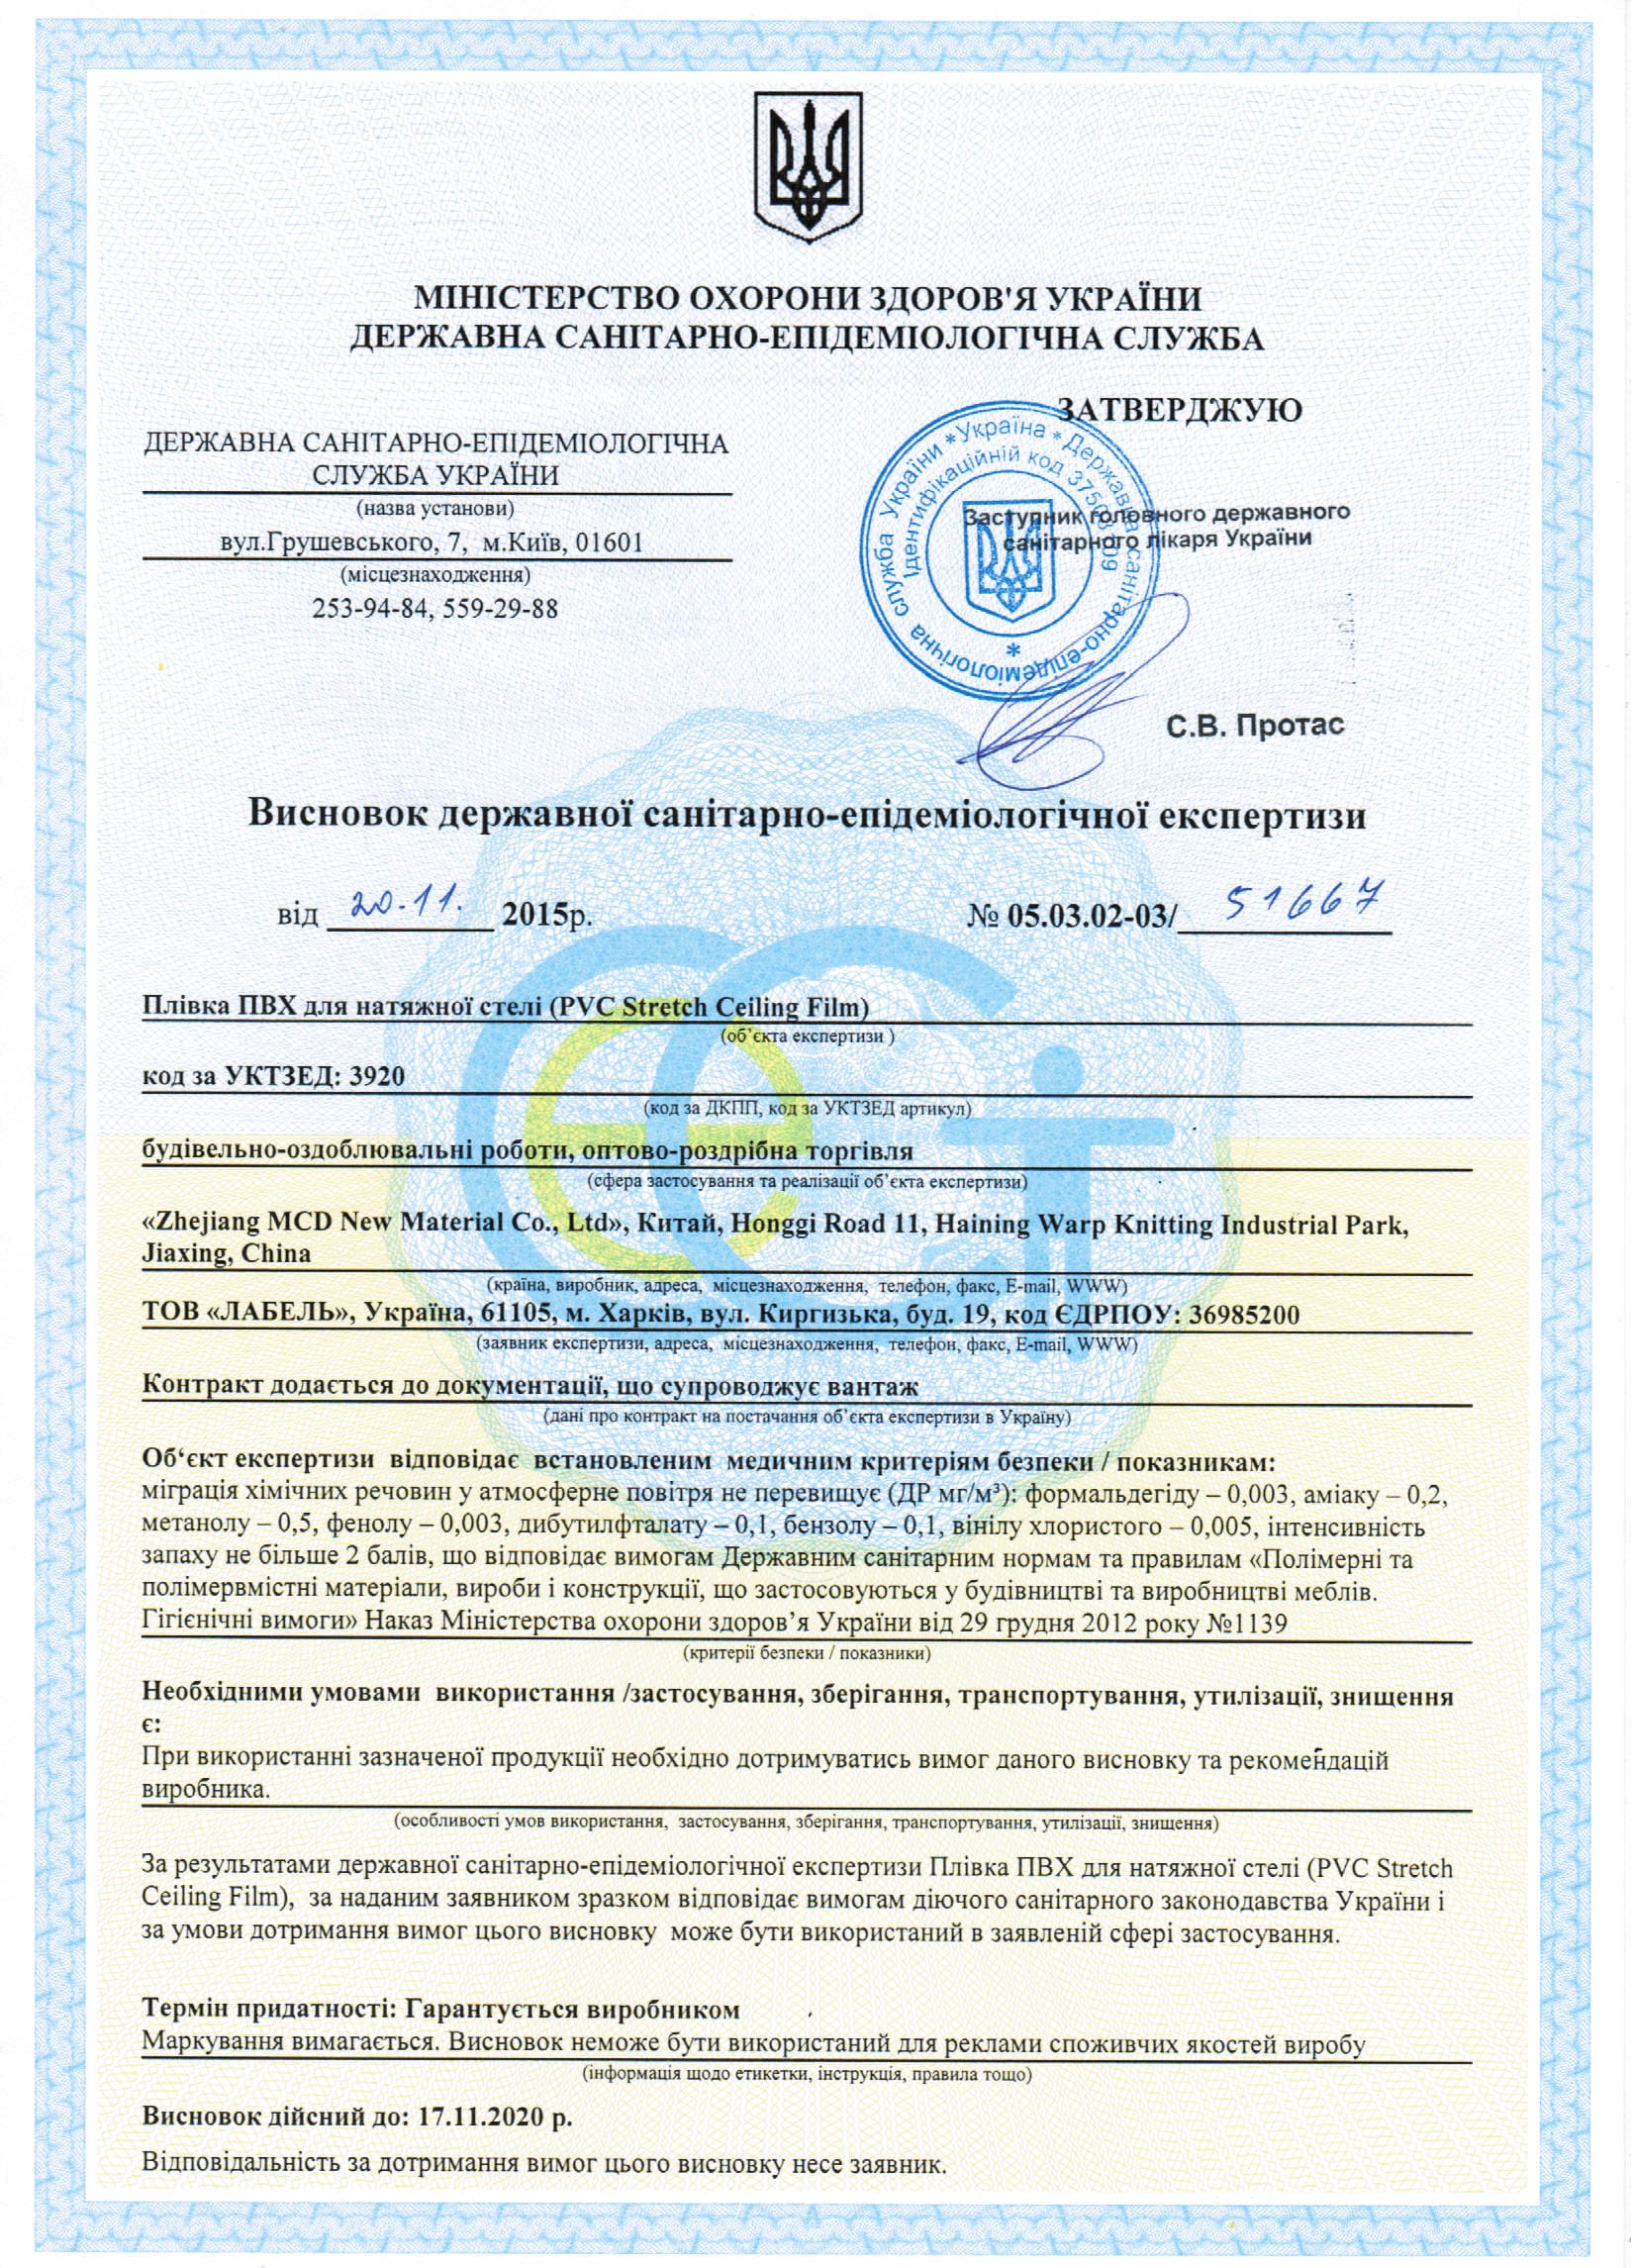 МІНІСТЕРСТВО ОХОРОНИ ЗДОРОВ'Я УКРАЇНИ
ДЕРЖАВНА САНІТАРНО-ЕПІДЕМІОЛОГІЧНА СЛУЖБА
ЗАТВЕРДЖУЮ
ДЕРЖАВНА САНІТАРНО-ЕПІДЕМІОЛОГІЧНА
СЛУЖБА УКРАЇНИ
(назва установи)
вул.Грушевського, 7, м.Київ, 01601
(місцезнаходження)
253-94-84, 559-29-88
* Україна * Державна санітарно-епідеміологічна служба України
Ідентифікаційний код
Заступник головного державного
санітарного лікаря України
С.В. Протас
Висновок державної санітарно-епідеміологічної експертизи
від 20.11. 2015р.
№ 05.03.02-03/ 51667
Плівка ПВХ для натяжної стелі (PVC Stretch Ceiling Film)
(об’єкта експертизи )
код за УКТЗЕД: 3920
(код за ДКПП, код за УКТЗЕД артикул)
будівельно-оздоблювальні роботи, оптово-роздрібна торгівля
(сфера застосування та реалізації об’єкта експертизи)
«Zhejiang MCD New Material Co., Ltd», Китай, Honggi Road 11, Haining Warp Knitting Industrial Park,
Jiaxing, China
(країна, виробник, адреса, місцезнаходження, телефон, факс, E-mail, WWW)
ТОВ «ЛАБЕЛЬ», Україна, 61105, м. Харків, вул. Киргизька, буд. 19, код ЄДРПОУ: 36985200
(заявник експертизи, адреса, місцезнаходження, телефон, факс, E-mail, WWW)
Контракт додається до документації, що супроводжує вантаж
(дані про контракт на постачання об’єкта експертизи в Україну)
Об‘єкт експертизи відповідає встановленим медичним критеріям безпеки / показникам:
міграція хімічних речовин у атмосферне повітря не перевищує (ДР мг/м³): формальдегіду – 0,003, аміаку – 0,2,
метанолу – 0,5, фенолу – 0,003, дибутилфталату – 0,1, бензолу – 0,1, вінілу хлористого – 0,005, інтенсивність
запаху не більше 2 балів, що відповідає вимогам Державним санітарним нормам та правилам «Полімерні та
полімервмістні матеріали, вироби і конструкції, що застосовуються у будівництві та виробництві меблів.
Гігієнічні вимоги» Наказ Міністерства охорони здоров’я України від 29 грудня 2012 року №1139
(критерії безпеки / показники)
Необхідними умовами використання /застосування, зберігання, транспортування, утилізації, знищення
є:
При використанні зазначеної продукції необхідно дотримуватись вимог даного висновку та рекомендацій
виробника.
(особливості умов використання, застосування, зберігання, транспортування, утилізації, знищення)
За результатами державної санітарно-епідеміологічної експертизи Плівка ПВХ для натяжної стелі (PVC Stretch
Ceiling Film), за наданим заявником зразком відповідає вимогам діючого санітарного законодавства України і
за умови дотримання вимог цього висновку може бути використаний в заявленій сфері застосування.
Термін придатності: Гарантується виробником
Маркування вимагається. Висновок неможе бути використаний для реклами споживчих якостей виробу
(інформація щодо етикетки, інструкція, правила тощо)
Висновок дійсний до: 17.11.2020 р.
Відповідальність за дотримання вимог цього висновку несе заявник.